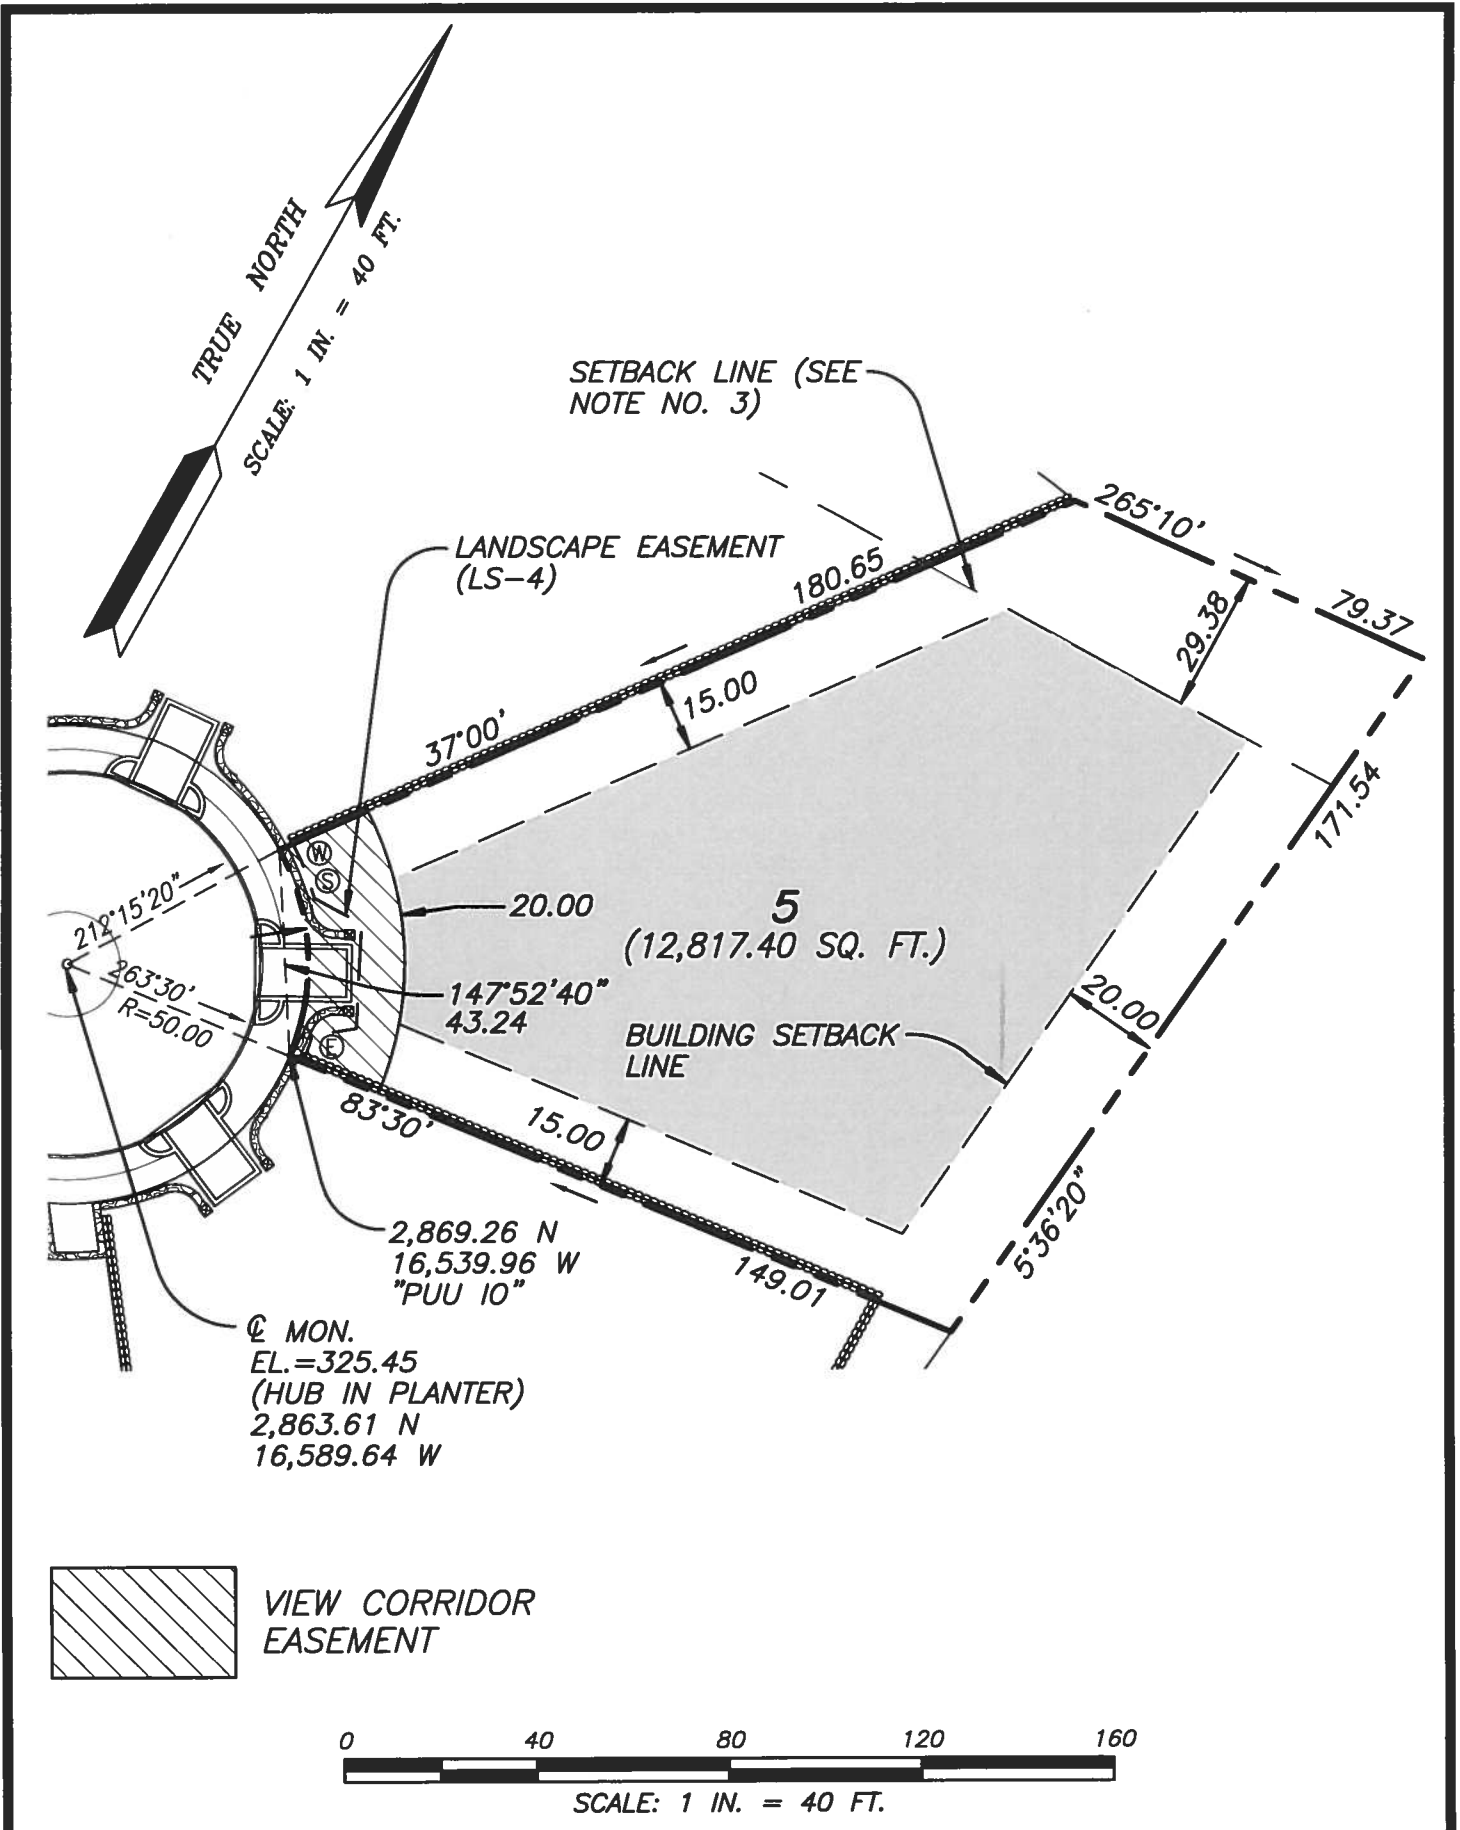 TRUE NORTH
SCALE: 1 IN. = 40 FT.
SETBACK LINE (SEE
NOTE NO. 3)
265°10'
79.37
29.38
LANDSCAPE EASEMENT
(LS-4)
180.65
37°00'
15.00
171.54
W
S
212°15'20"
20.00
5
(12,817.40 SQ. FT.)
263°30'
R=50.00
147°52'40"
43.24
20.00
BUILDING SETBACK
LINE
E
83°30'
15.00
5°36'20"
149.01
2,869.26 N
16,539.96 W
"PUU IO"
℄ MON.
EL.=325.45
(HUB IN PLANTER)
2,863.61 N
16,589.64 W
VIEW CORRIDOR
EASEMENT
0 40 80 120 160
SCALE: 1 IN. = 40 FT.